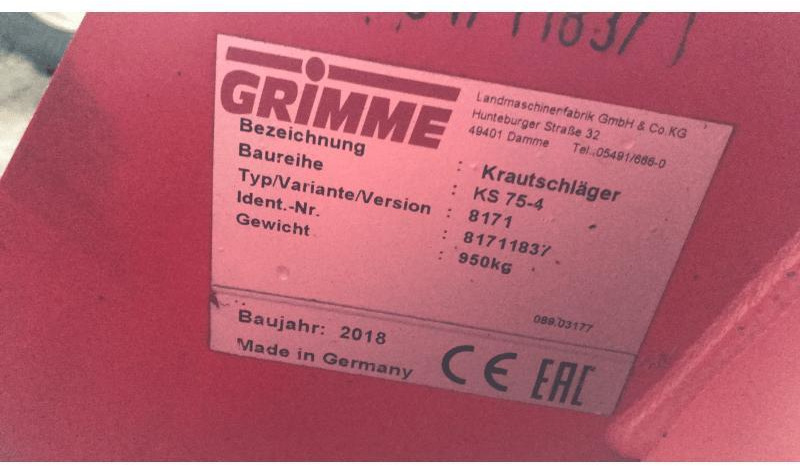 81711837
GRIMME
Landmaschinenfabrik GmbH & Co.KG
Hunteburger Straße 32
49401 Damme Tel.:05491/666-0
Bezeichnung : Krautschläger
Baureihe : KS 75-4
Typ/Variante/Version : 8171
Ident.-Nr. : 81711837
Gewicht : 950kg
089.03177
Baujahr: 2018
Made in Germany CE EAC